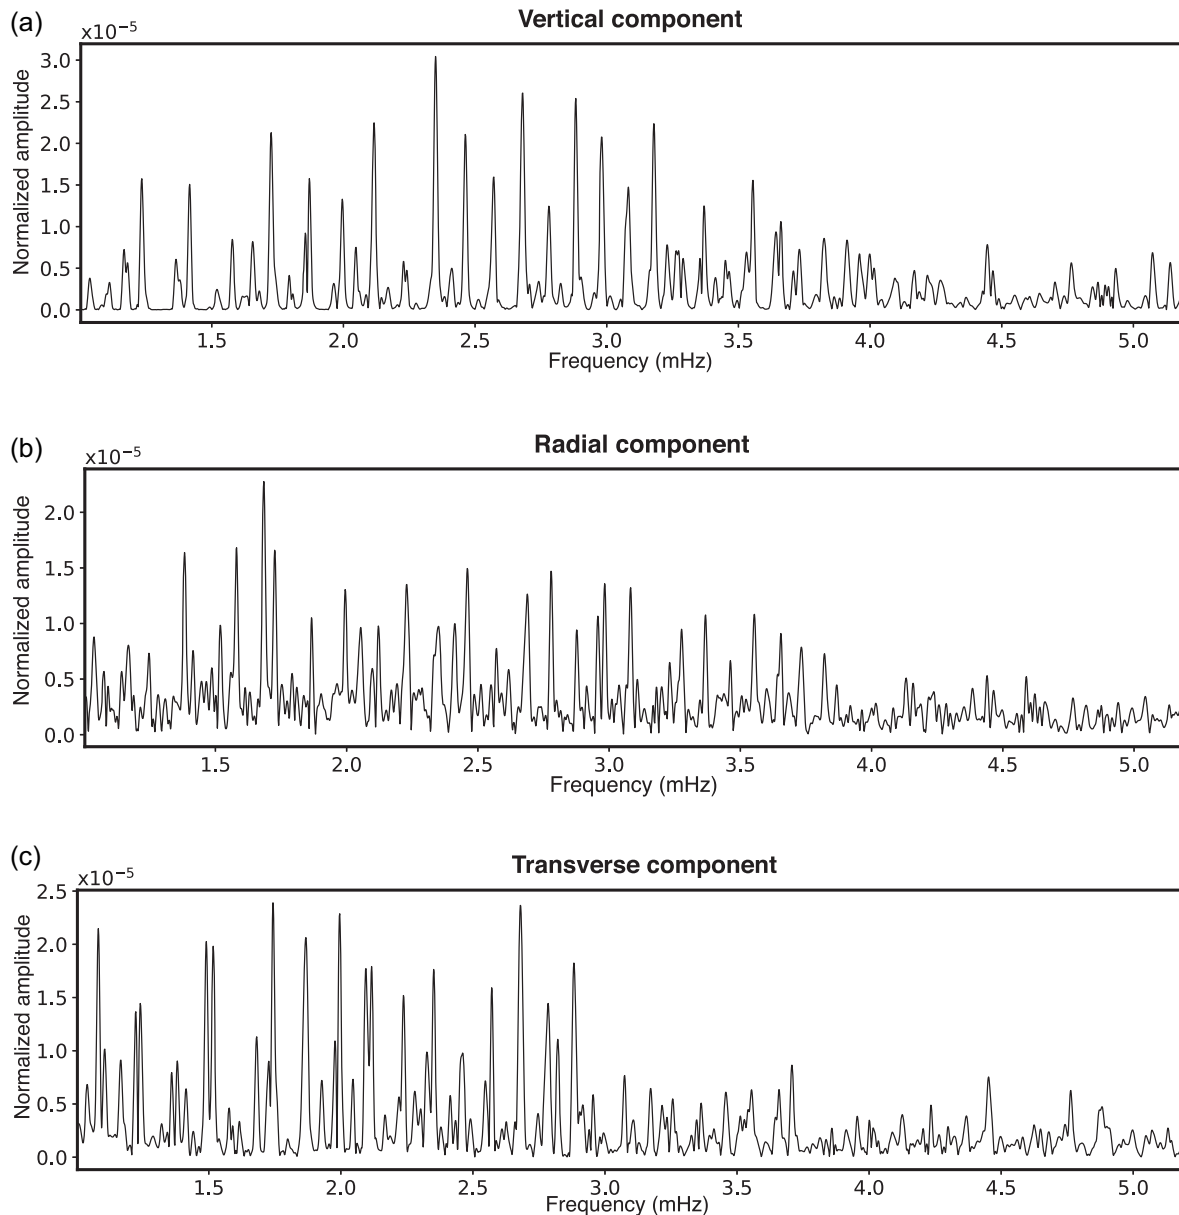 (a)
Vertical component
x10−5
Normalized amplitude
3.0
2.5
2.0
1.5
1.0
0.5
0.0
1.5 2.0 2.5 3.0 3.5 4.0 4.5 5.0
Frequency (mHz)
(b)
Radial component
x10−5
Normalized amplitude
2.0
1.5
1.0
0.5
0.0
1.5 2.0 2.5 3.0 3.5 4.0 4.5 5.0
Frequency (mHz)
(c)
Transverse component
x10−5
Normalized amplitude
2.5
2.0
1.5
1.0
0.5
0.0
1.5 2.0 2.5 3.0 3.5 4.0 4.5 5.0
Frequency (mHz)